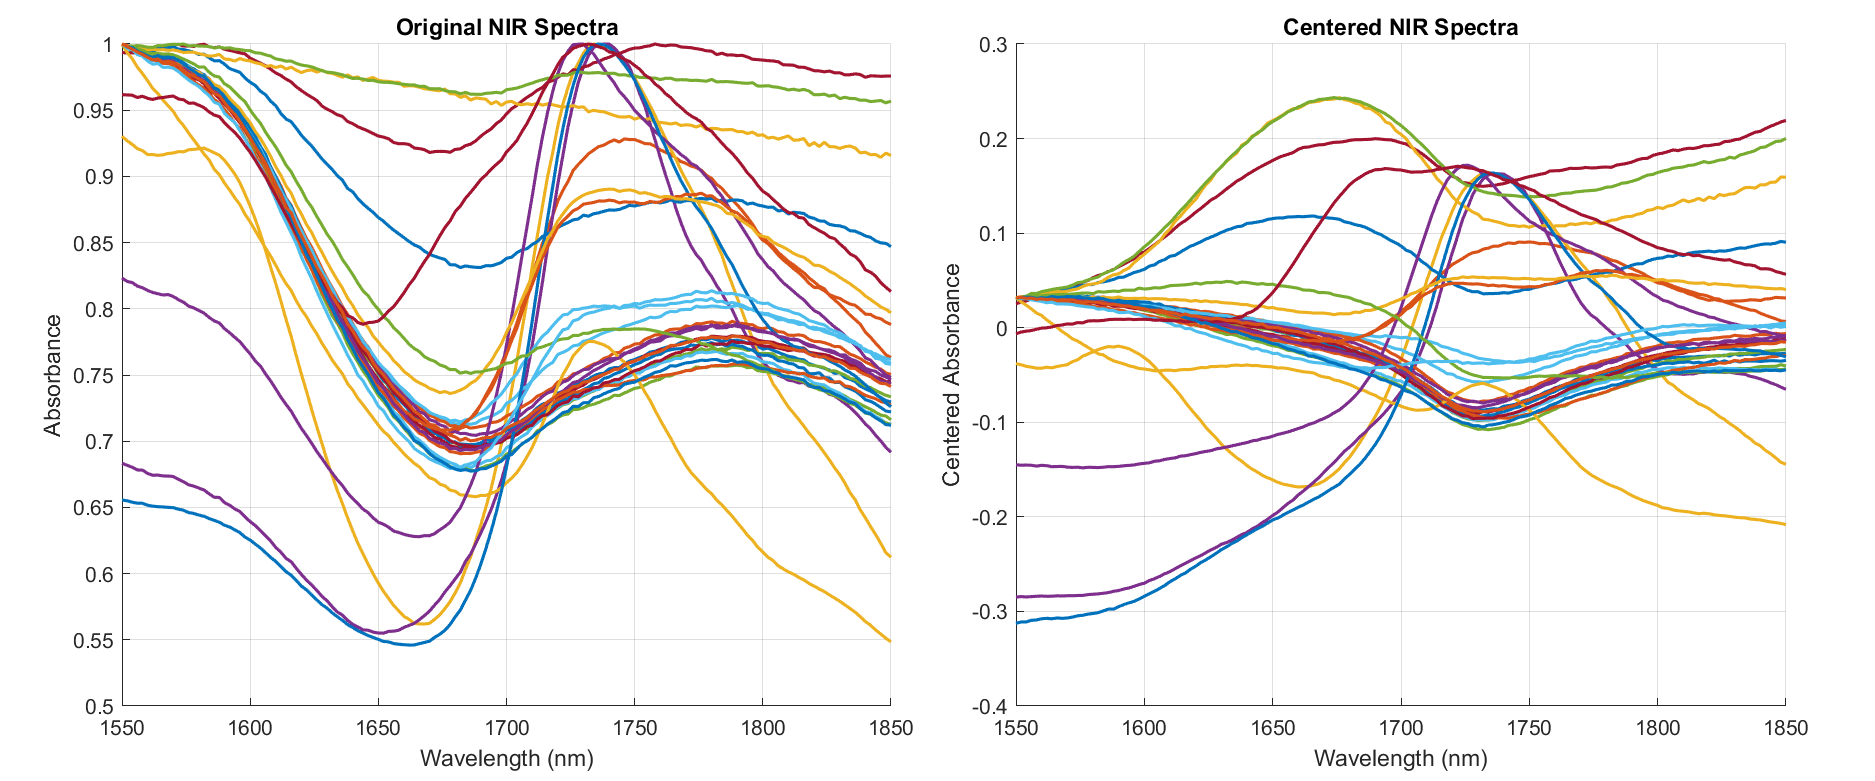 Original NIR Spectra
Absorbance
1
0.95
0.9
0.85
0.8
0.75
0.7
0.65
0.6
0.55
0.5
1550 1600 1650 1700 1750 1800 1850
Wavelength (nm)
Centered NIR Spectra
Centered Absorbance
0.3
0.2
0.1
0
-0.1
-0.2
-0.3
-0.4
1550 1600 1650 1700 1750 1800 1850
Wavelength (nm)